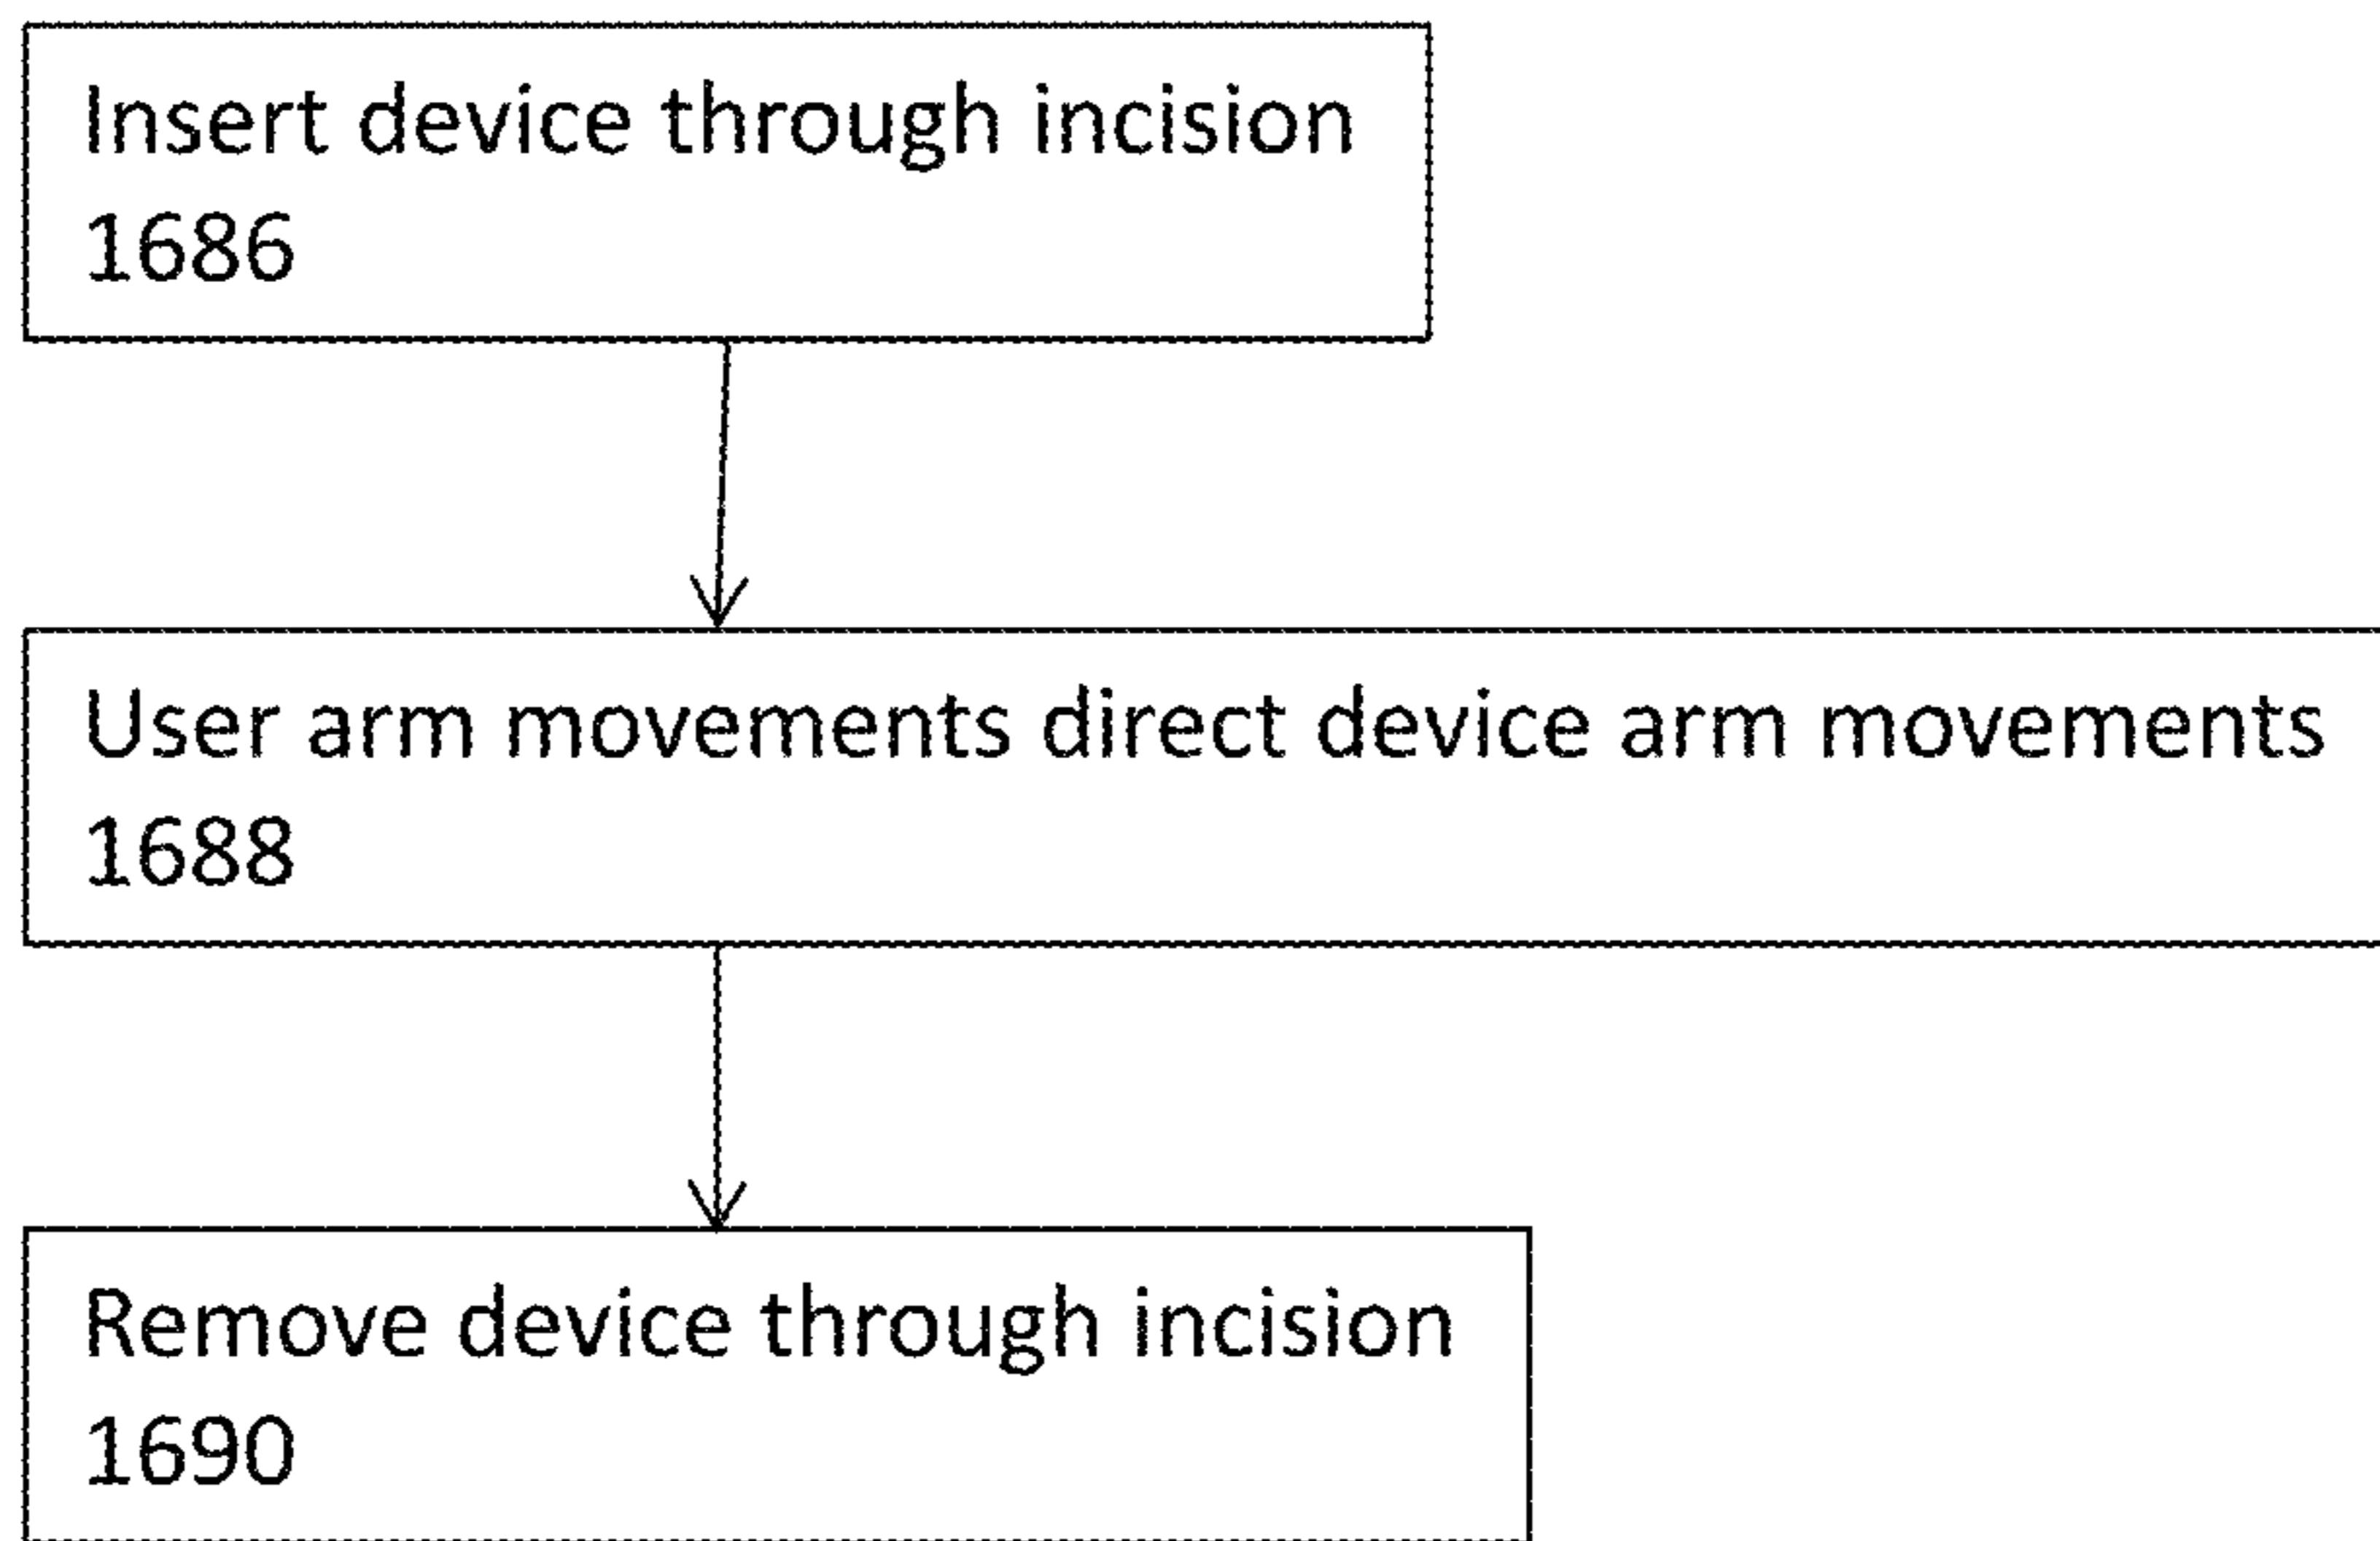 Insert device through incision
1686
User arm movements direct device arm movements
1688
Remove device through incision
1690